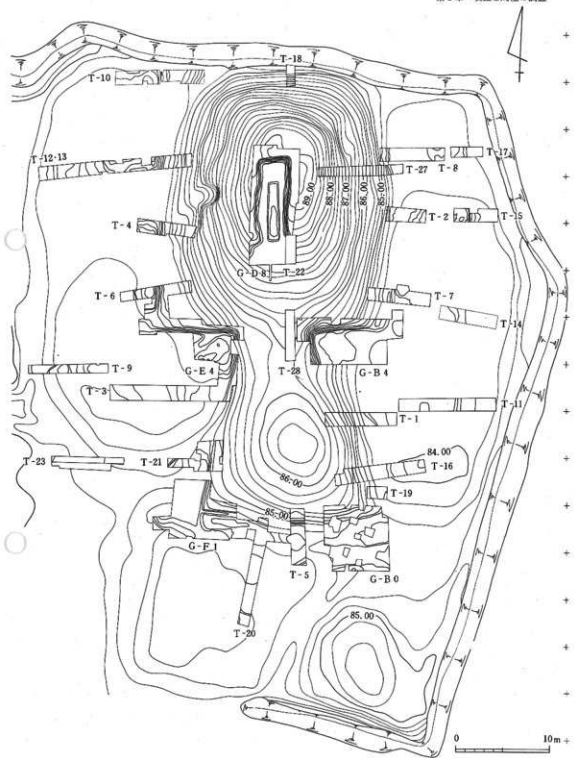 T-18
T-10
T-12·13
T-17
T-8
T-27
89.00
88.00
87.00
86.00
85.00
T-4
T-2
T-15
G-D 8
T-22
T-6
T-7
T-14
G-E 4
T-28
G-B 4
T-9
T-3
T-1
T-11
84.00
T-23
T-21
86.00
T-16
T-19
85.00
G-F 1
T-5
G-B 0
T-20
85.00
0 10m